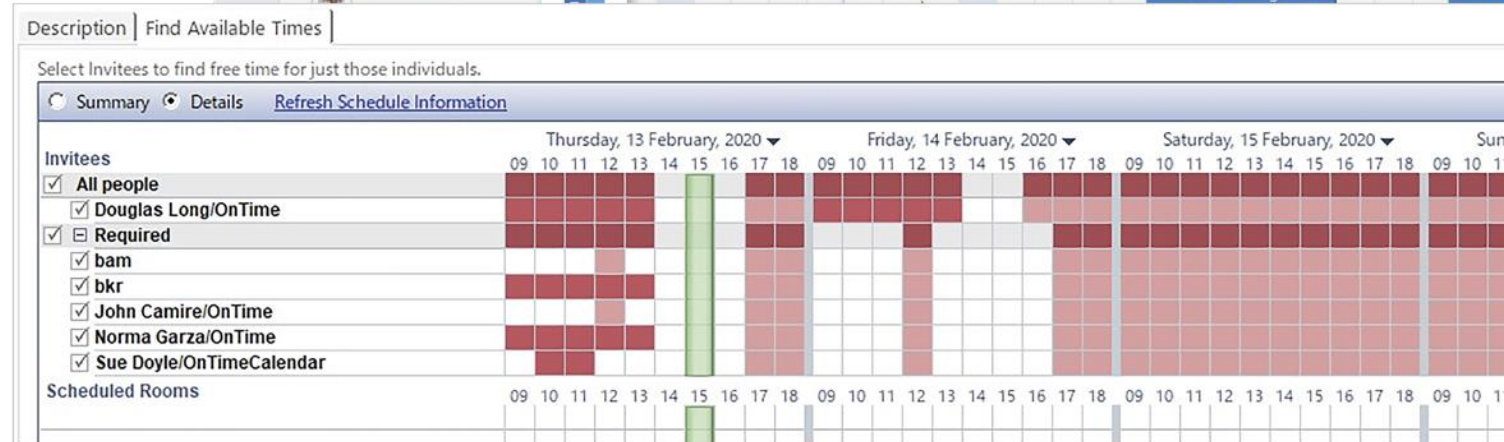 Description Find Available Times
Select Invitees to find free time for just those individuals.
Summary Details Refresh Schedule Information
Thursday, 13 February, 2020 Friday, 14 February, 2020 Saturday, 15 February, 2020 Sun
Invitees
09 10 11 12 13 14 15 16 17 18 09 10 11 12 13 14 15 16 17 18 09 10 11 12 13 14 15 16 17 18 09 10 1
All people
Douglas Long/OnTime
Required
bam
bkr
John Camire/OnTime
Norma Garza/OnTime
Sue Doyle/OnTimeCalendar
Scheduled Rooms
09 10 11 12 13 14 15 16 17 18 09 10 11 12 13 14 15 16 17 18 09 10 11 12 13 14 15 16 17 18 09 10 1